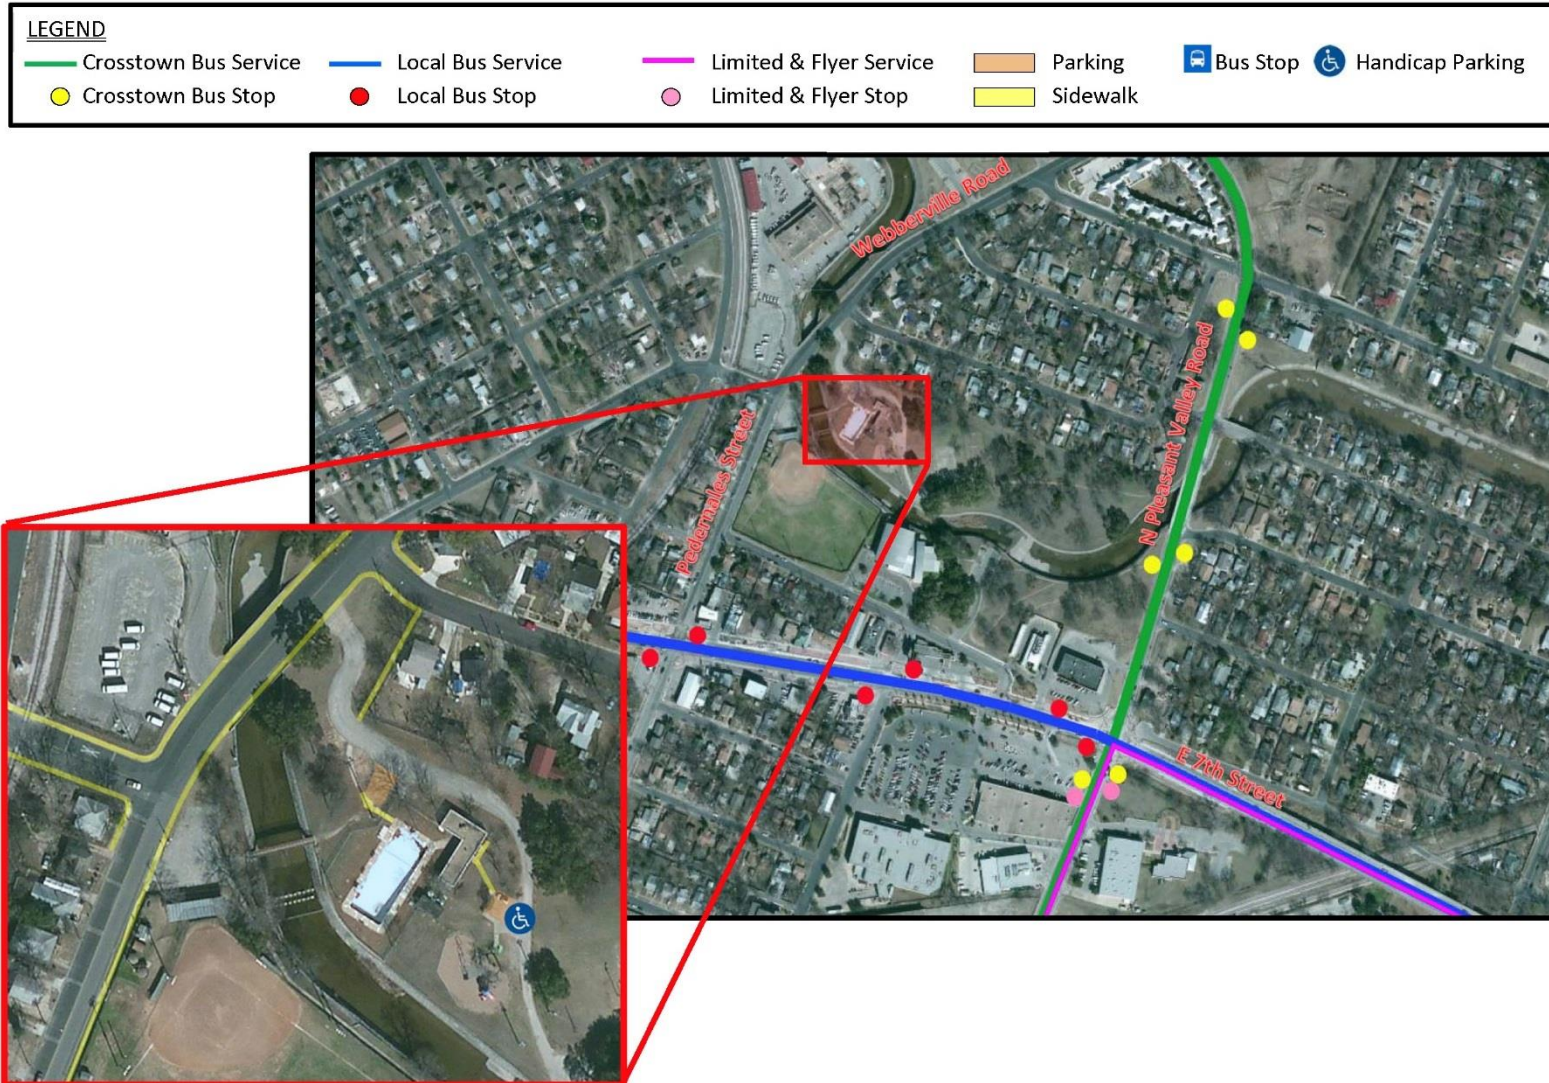 LEGEND
Crosstown Bus Service
Local Bus Service
Limited & Flyer Service
Parking
Bus Stop
Handicap Parking
Crosstown Bus Stop
Local Bus Stop
Limited & Flyer Stop
Sidewalk
Webberville Road
N Pleasant Valley Road
Pedernales Street
E 7th Street